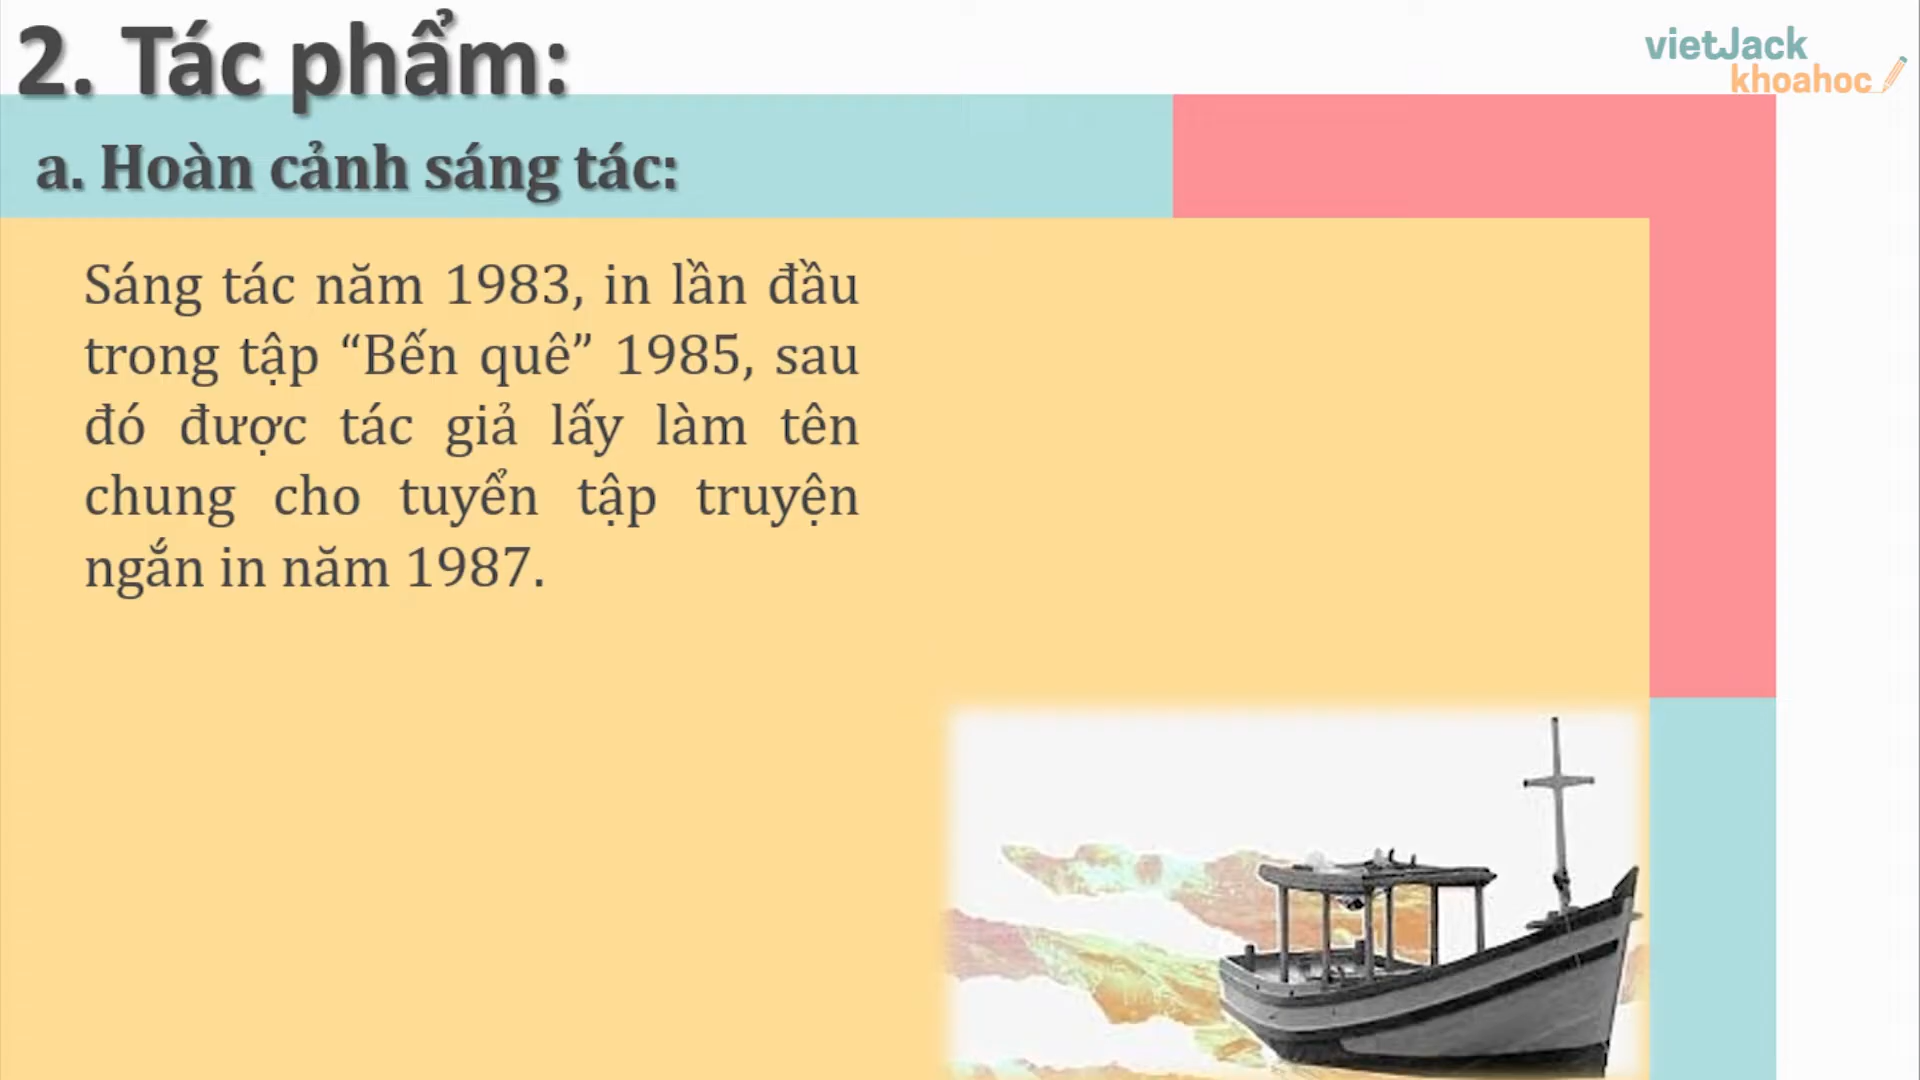 2. Tác phẩm:
vietJack
khoahoc
a. Hoàn cảnh sáng tác:
Sáng tác năm 1983, in lần đầu
trong tập “Bến quê” 1985, sau
đó được tác giả lấy làm tên
chung cho tuyển tập truyện
ngắn in năm 1987.